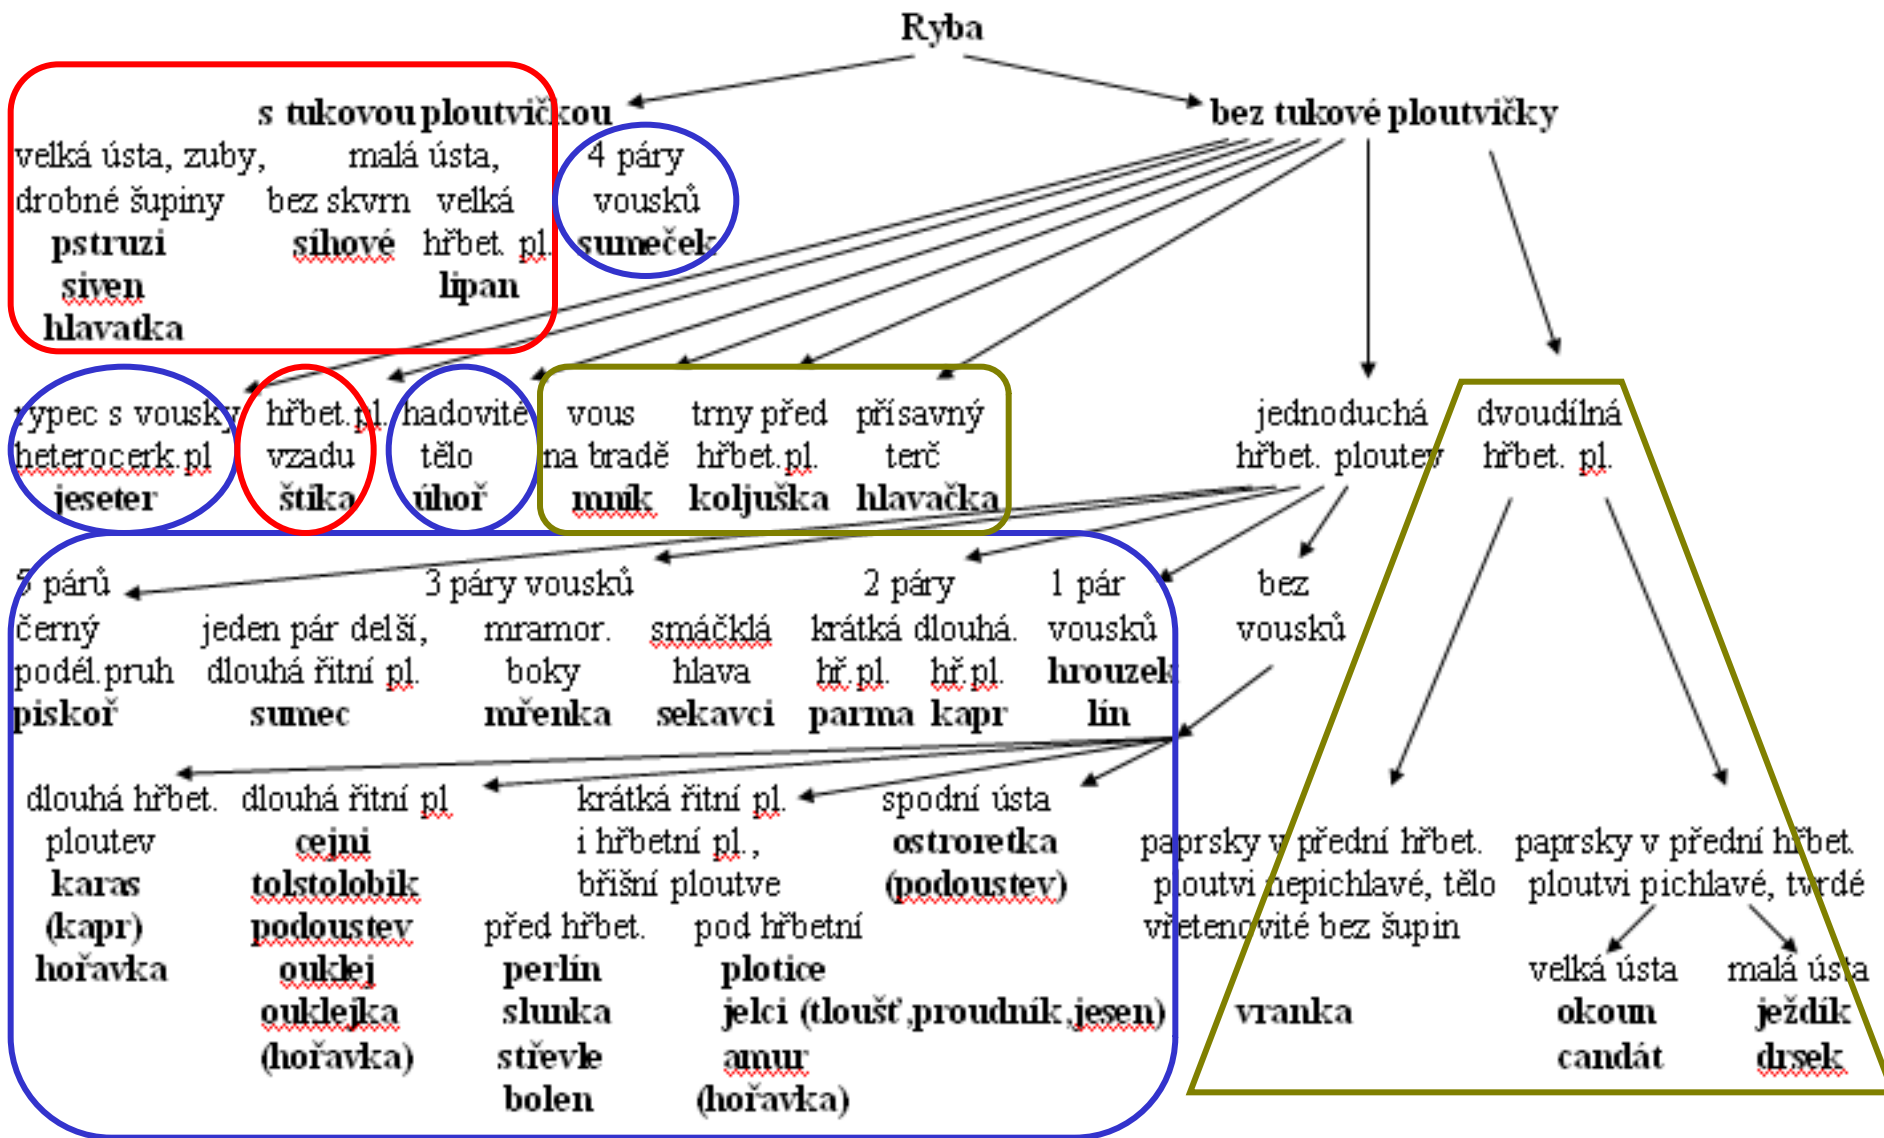 Ryba
s tukovou ploutvičkou bez tukové ploutvičky
velká ústa, zuby, malá ústa, 4 páry
drobné šupiny bez skvrn velká vousků
pstruzi síhové hřbet. pl. sumeček
siven lipan
hlavatka
rypec s vousky hřbet.pl. hadovité vous trny před přísavný jednoduchá dvoudílná
heterocerk.pl vzadu tělo na bradě hřbet.pl. terč hřbet. ploutev hřbet. pl.
jeseter štika úhoř mník koljuška hlavačka
5 párů 3 páry vousků 2 páry 1 pár bez
černý jeden pár delší, mramor. smáčklá krátká dlouhá. vousků vousků
poděl.pruh dlouhá řitní pl. boky hlava hř.pl. hř.pl. hrouzek
piskoř sumec mřenka sekavci parma kapr lín
dlouhá hřbet. dlouhá řitní pl krátká řitní pl. spodní ústa
ploutev cejni i hřbetní pl., ostroretka paprsky v přední hřbet. paprsky v přední hřbet.
karas tolstolobik břišní ploutve (podoustev) ploutvi nepichlavé, tělo ploutvi pichlavé, tvrdé
(kapr) podoustev před hřbet. pod hřbetní vřetenovité bez šupin
hořavka ouklej perlín plotice velká ústa malá ústa
ouklejka slunka jelci (tloušť,proudník,jesen) vranka okoun ježdík
(hořavka) střevle amur candát drsek
bolen (hořavka)